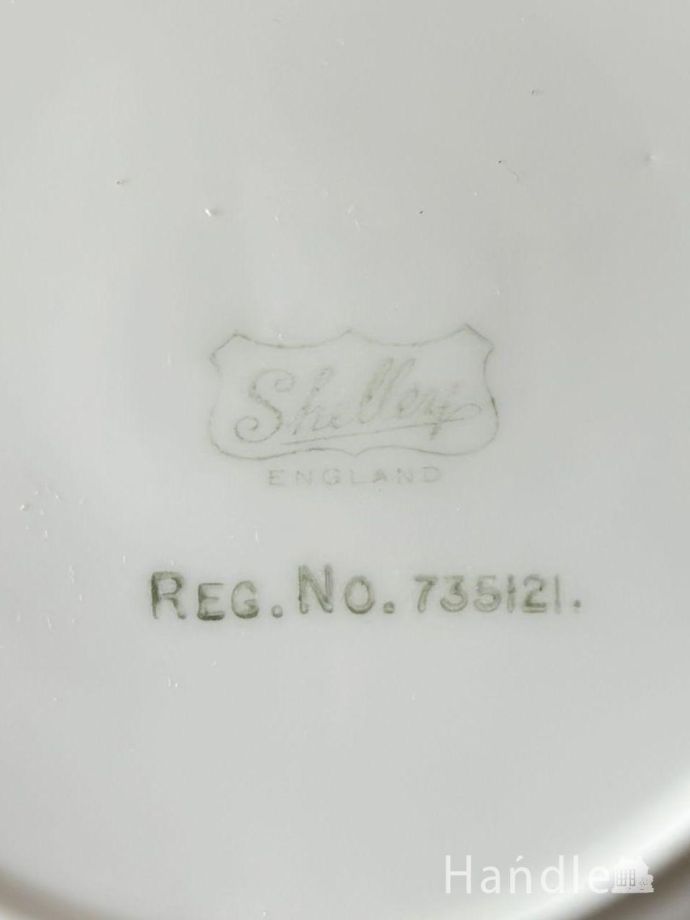 Shelley
ENGLAND
REG. NO. 735121.
Handle